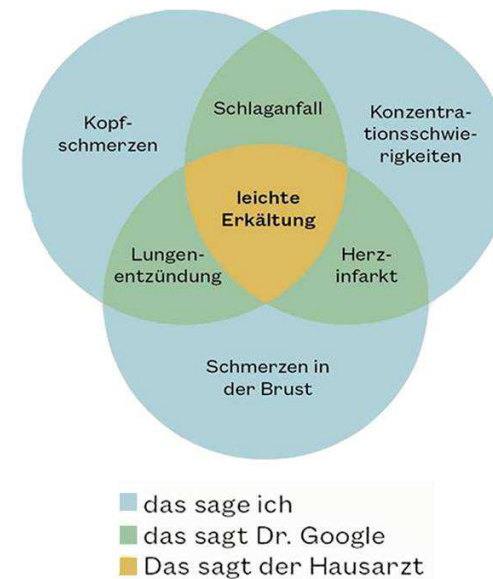 Schlaganfall
Kopf-
schmerzen
Konzentra-
tionsschwie-
rigkeiten
leichte
Erkältung
Lungen-
entzündung
Herz-
infarkt
Schmerzen in
der Brust
das sage ich
das sagt Dr. Google
Das sagt der Hausarzt